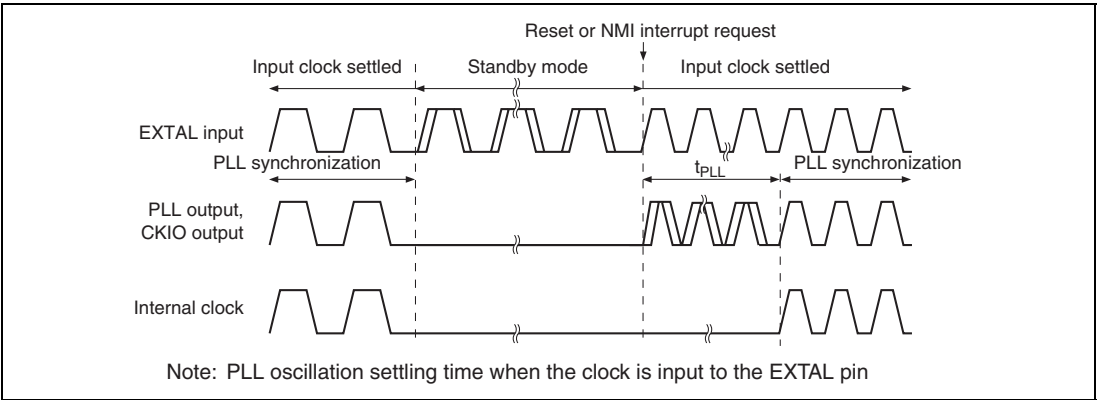 Reset or NMI interrupt request
Input clock settled
Standby mode
Input clock settled
EXTAL input
PLL synchronization
tPLL
PLL synchronization
PLL output,
CKIO output
Internal clock
Note: PLL oscillation settling time when the clock is input to the EXTAL pin